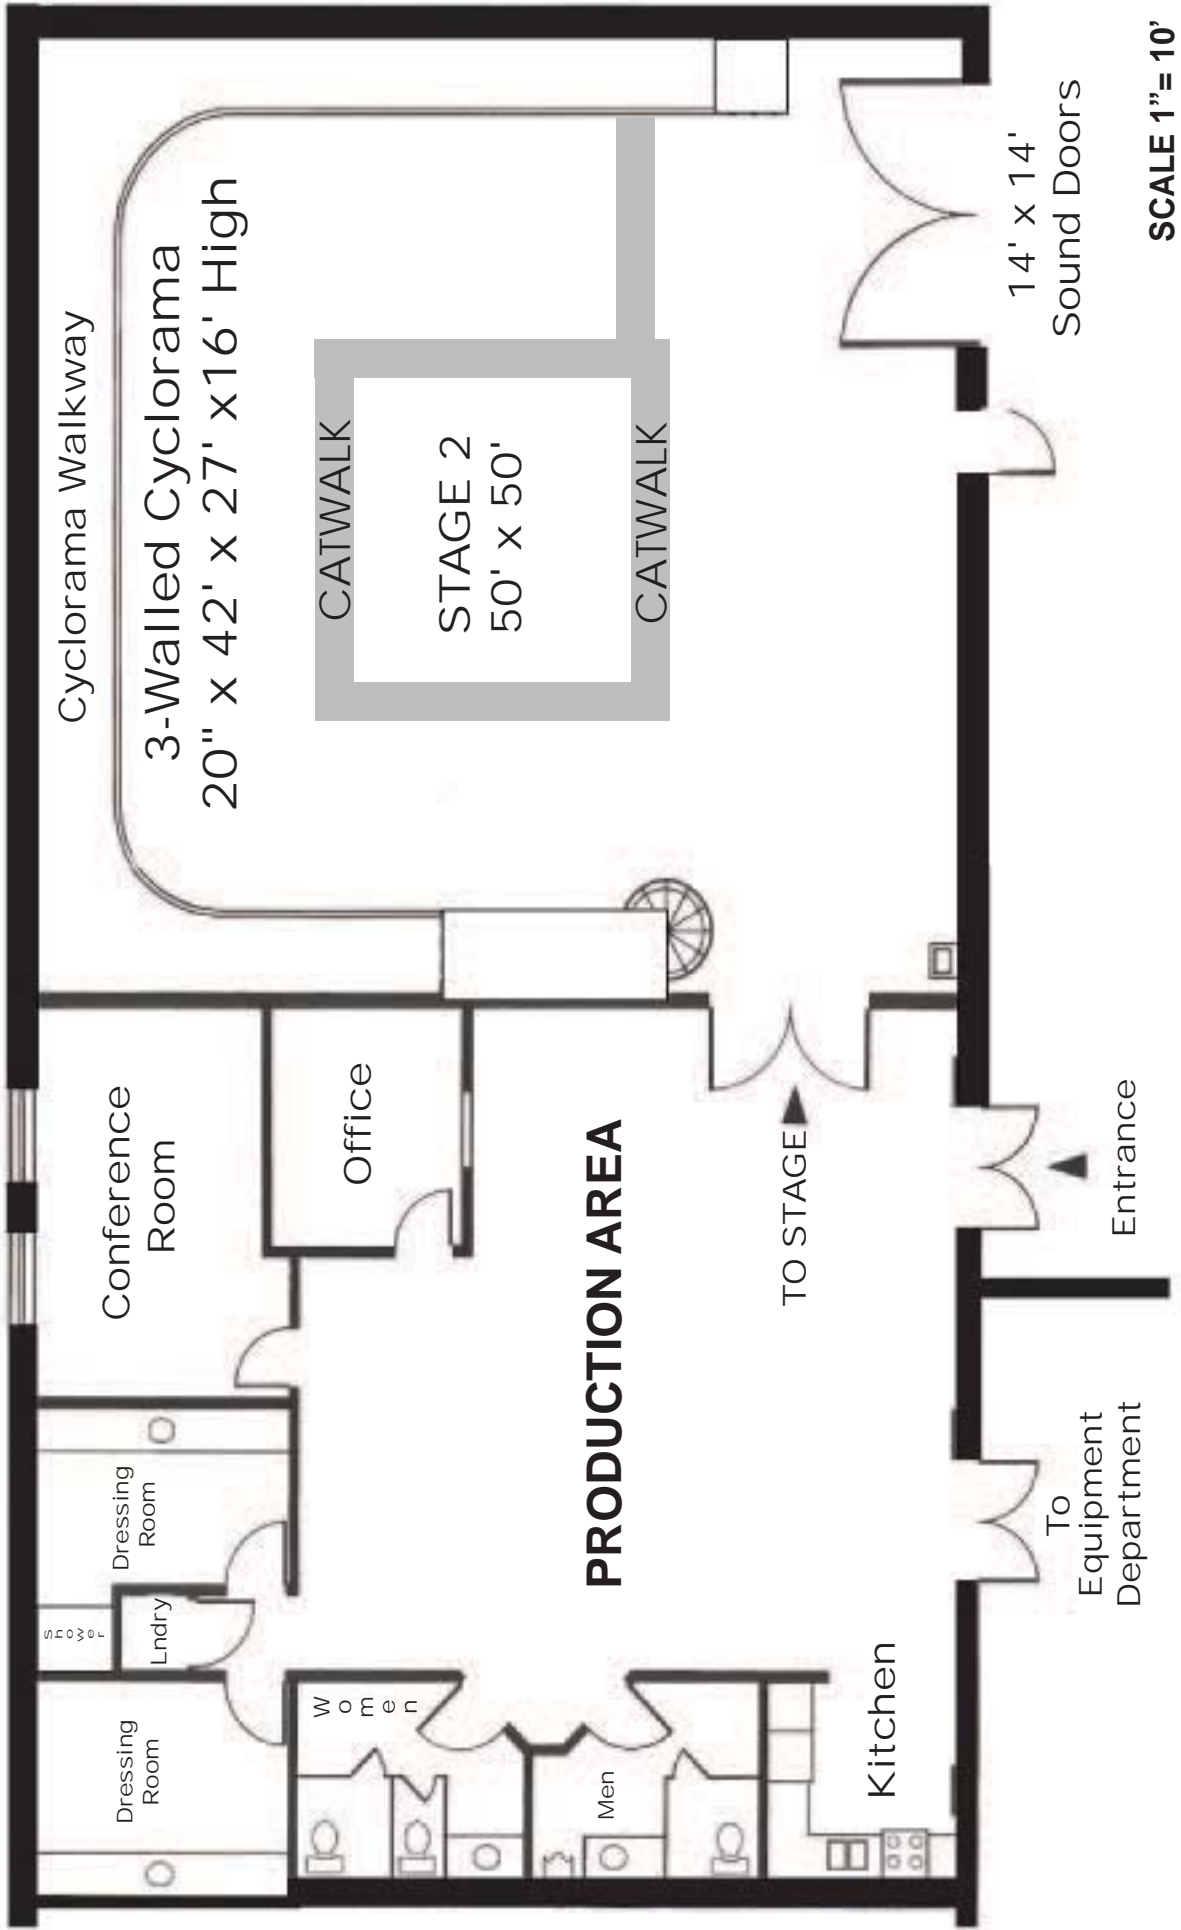 Cyclorama Walkway
3-Walled Cyclorama
20" x 42' x 27' x16' High
CATWALK
STAGE 2
50' x 50'
CATWALK
14' x 14'
Sound Doors
SCALE 1”= 10’
Conference
Room
Office
PRODUCTION AREA
TO STAGE
Entrance
Dressing
Room
Shower
Lndry
Dressing
Room
Women
Men
Kitchen
To
Equipment
Department